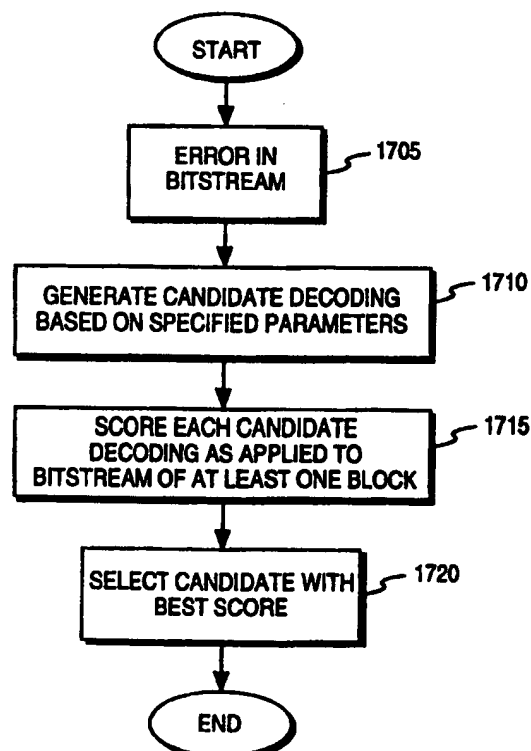 START
ERROR IN
BITSTREAM
1705
GENERATE CANDIDATE DECODING
BASED ON SPECIFIED PARAMETERS
1710
SCORE EACH CANDIDATE
DECODING AS APPLIED TO
BITSTREAM OF AT LEAST ONE BLOCK
1715
SELECT CANDIDATE WITH
BEST SCORE
1720
END